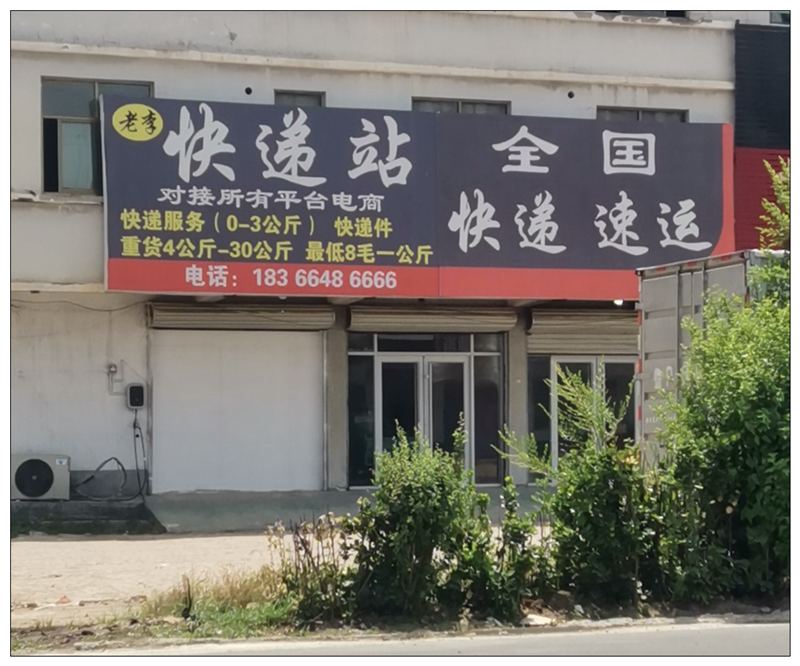 老李
快递站
对接所有平台电商
快递服务（0-3公斤） 快递件
重货4公斤-30公斤 最低8毛一公斤
电话：183 6648 6666
全国
快递 速运